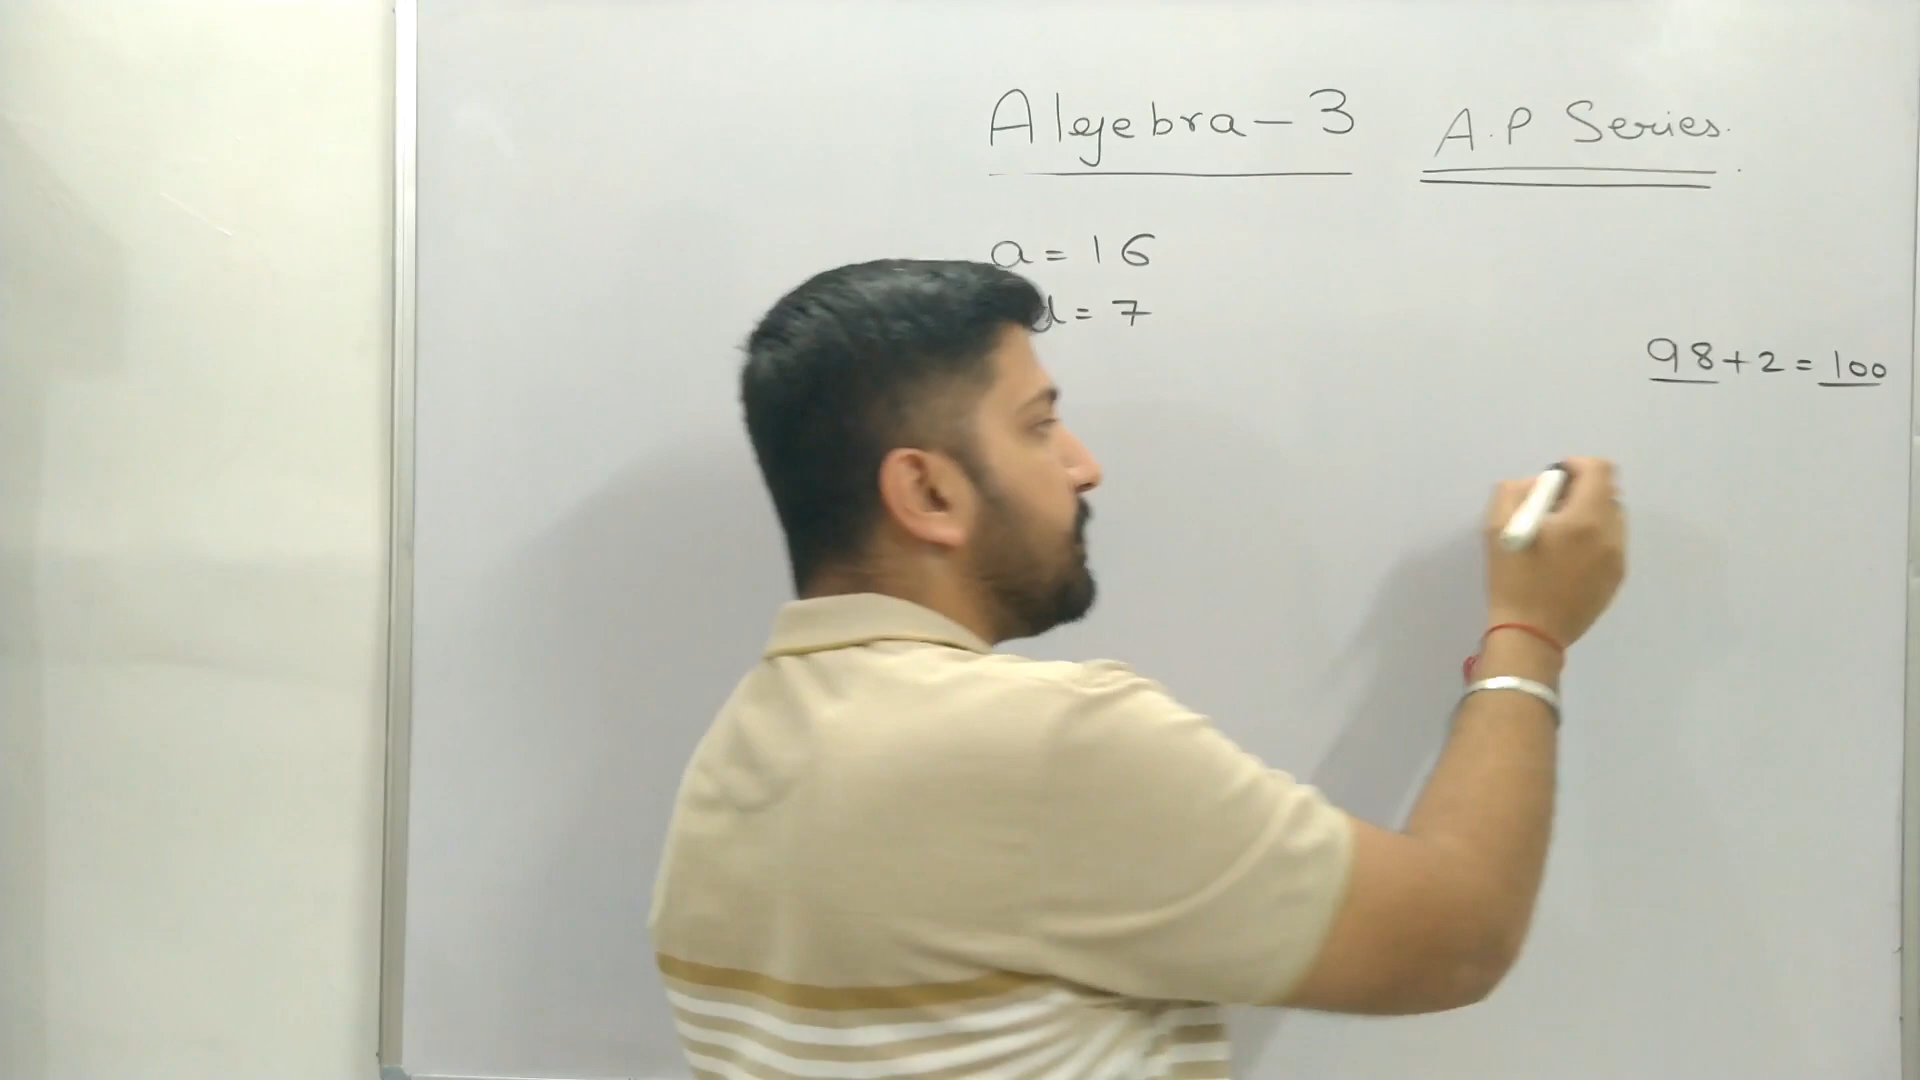 Algebra-3 A.P Series.
a = 16
d = 7
98+2 = 100